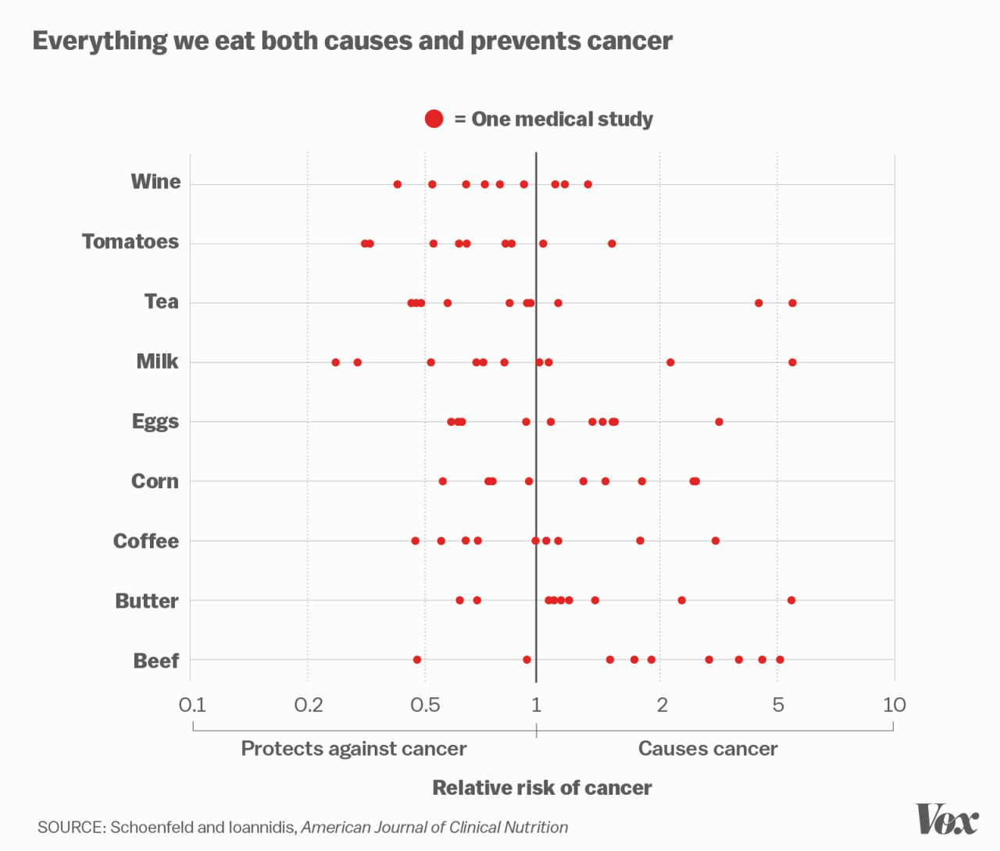 Everything we eat both causes and prevents cancer
= One medical study
Wine
Tomatoes
Tea
Milk
Eggs
Corn
Coffee
Butter
Beef
0.1 0.2 0.5 1 2 5 10
Protects against cancer Causes cancer
Relative risk of cancer
SOURCE: Schoenfeld and Ioannidis, American Journal of Clinical Nutrition
Vox